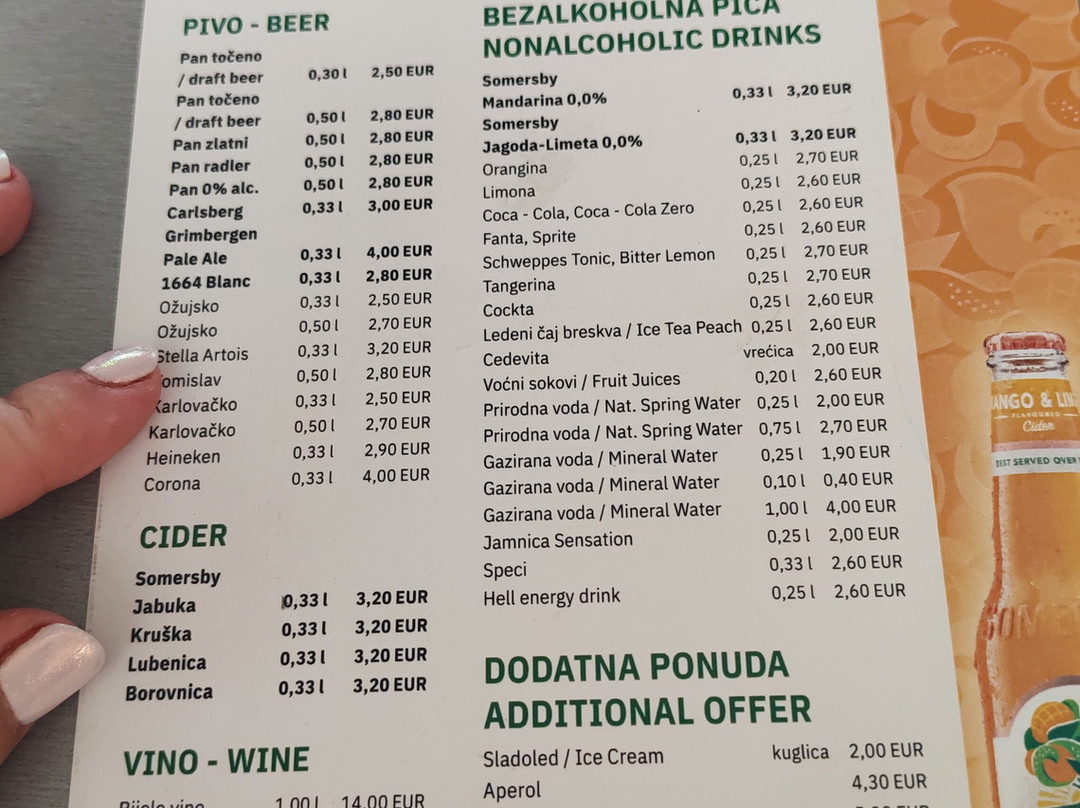 PIVO - BEER
Pan točeno
/ draft beer 0,30 l 2,50 EUR
Pan točeno
/ draft beer 0,50 l 2,80 EUR
Pan zlatni 0,50 l 2,80 EUR
Pan radler 0,50 l 2,80 EUR
Pan 0% alc. 0,50 l 2,80 EUR
Carlsberg 0,33 l 3,00 EUR
Grimbergen
Pale Ale 0,33 l 4,00 EUR
1664 Blanc 0,33 l 2,80 EUR
Ožujsko 0,33 l 2,50 EUR
Ožujsko 0,50 l 2,70 EUR
Stella Artois 0,33 l 3,20 EUR
Tomislav 0,50 l 2,80 EUR
Karlovačko 0,33 l 2,50 EUR
Karlovačko 0,50 l 2,70 EUR
Heineken 0,33 l 2,90 EUR
Corona 0,33 l 4,00 EUR
CIDER
Somersby
Jabuka 0,33 l 3,20 EUR
Kruška 0,33 l 3,20 EUR
Lubenica 0,33 l 3,20 EUR
Borovnica 0,33 l 3,20 EUR
VINO - WINE
Bijelo vino 1,00 l 14,00 EUR
BEZALKOHOLNA PIĆA
NONALCOHOLIC DRINKS
Somersby
Mandarina 0,0% 0,33 l 3,20 EUR
Somersby
Jagoda-Limeta 0,0% 0,33 l 3,20 EUR
Orangina 0,25 l 2,70 EUR
Limona 0,25 l 2,60 EUR
Coca - Cola, Coca - Cola Zero 0,25 l 2,60 EUR
Fanta, Sprite 0,25 l 2,60 EUR
Schweppes Tonic, Bitter Lemon 0,25 l 2,70 EUR
Tangerina 0,25 l 2,70 EUR
Cockta 0,25 l 2,60 EUR
Ledeni čaj breskva / Ice Tea Peach 0,25 l 2,60 EUR
Cedevita vrećica 2,00 EUR
Voćni sokovi / Fruit Juices 0,20 l 2,60 EUR
Prirodna voda / Nat. Spring Water 0,25 l 2,00 EUR
Prirodna voda / Nat. Spring Water 0,75 l 2,70 EUR
Gazirana voda / Mineral Water 0,25 l 1,90 EUR
Gazirana voda / Mineral Water 0,10 l 0,40 EUR
Gazirana voda / Mineral Water 1,00 l 4,00 EUR
Jamnica Sensation 0,25 l 2,00 EUR
Speci 0,33 l 2,60 EUR
Hell energy drink 0,25 l 2,60 EUR
DODATNA PONUDA
ADDITIONAL OFFER
Sladoled / Ice Cream kuglica 2,00 EUR
Aperol 4,30 EUR
MANGO & LIME
FLAVOURED
Cider
BEST SERVED OVER
SOMER